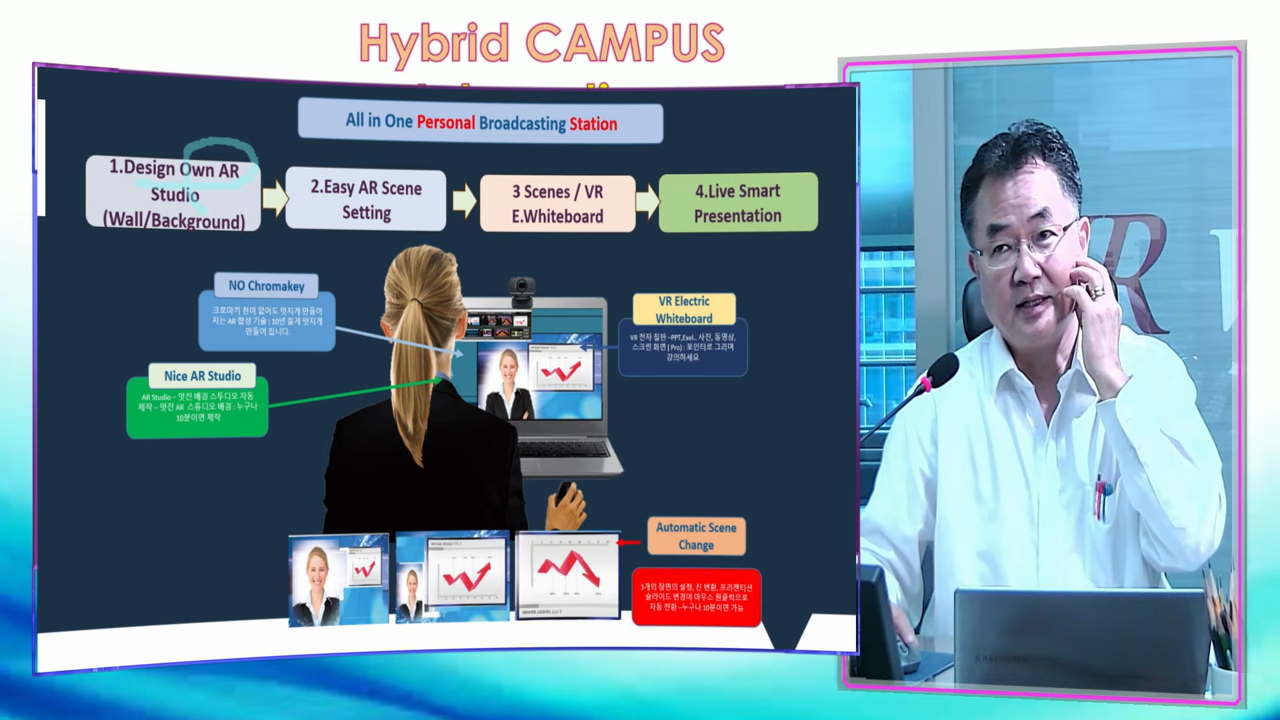 Hybrid CAMPUS
All in One Personal Broadcasting Station
1.Design Own AR
Studio
(Wall/Background)
2.Easy AR Scene
Setting
3 Scenes / VR
E.Whiteboard
4.Live Smart
Presentation
NO Chromakey
크로마키 천이 없어도 멋지게 만들어
지는 AR 합성 기술 : 10년 젊게 멋지게
만들어 집니다.
Nice AR Studio
AR Studio – 멋진 배경 스투디오 자동
제작 – 멋진 AR 스튜디오 배경 : 누구나
10분이면 제작
VR Electric
Whiteboard
VR 전자 칠판 –PPT,Exel., 사진, 동영상,
스크린 화면 ( Pro) : 포인터로 그리며
강의하세요
Automatic Scene
Change
3개의 장면의 설정, 신 변환, 프리젠티션
슬라이드 변경이 마우스 원클릭으로
자동 전환 –누구나 10분이면 가능
R